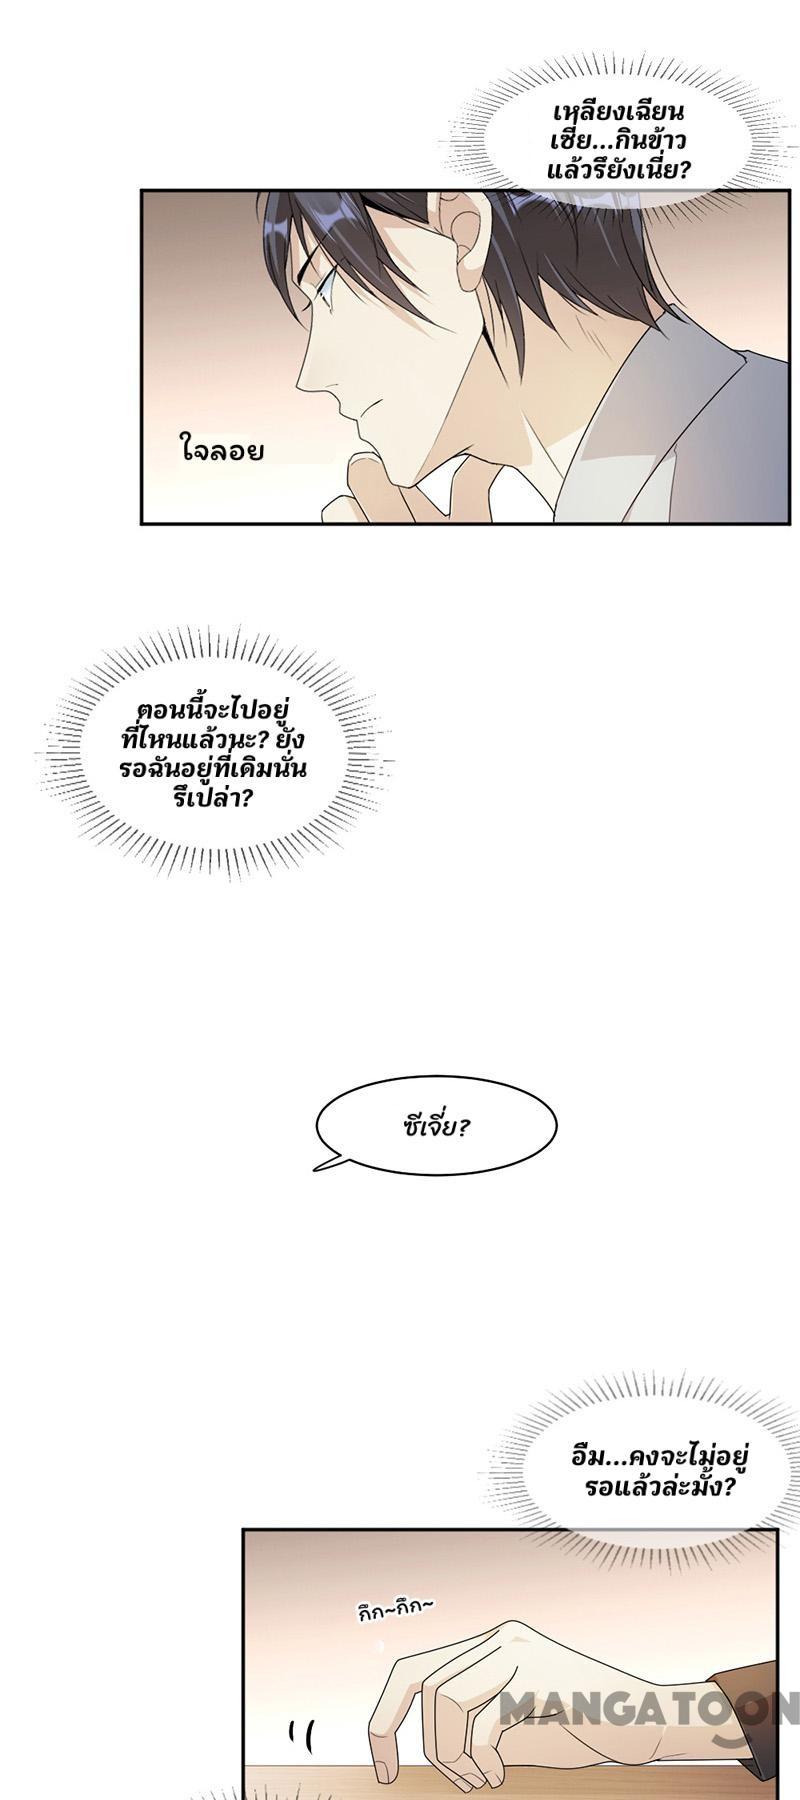 เหลียงเฉียน
เซี่ย...กินข้าว
แล้วรึยังเนี่ย?
ใจลอย
ตอนนี้จะไปอยู่
ที่ไหนแล้วนะ? ยัง
รอฉันอยู่ที่เดิมนั่น
รึเปล่า?
ซีเจี่ย?
อืม...คงจะไม่อยู่
รอแล้วล่ะมั้ง?
กึก~กึก~
MANGATOON